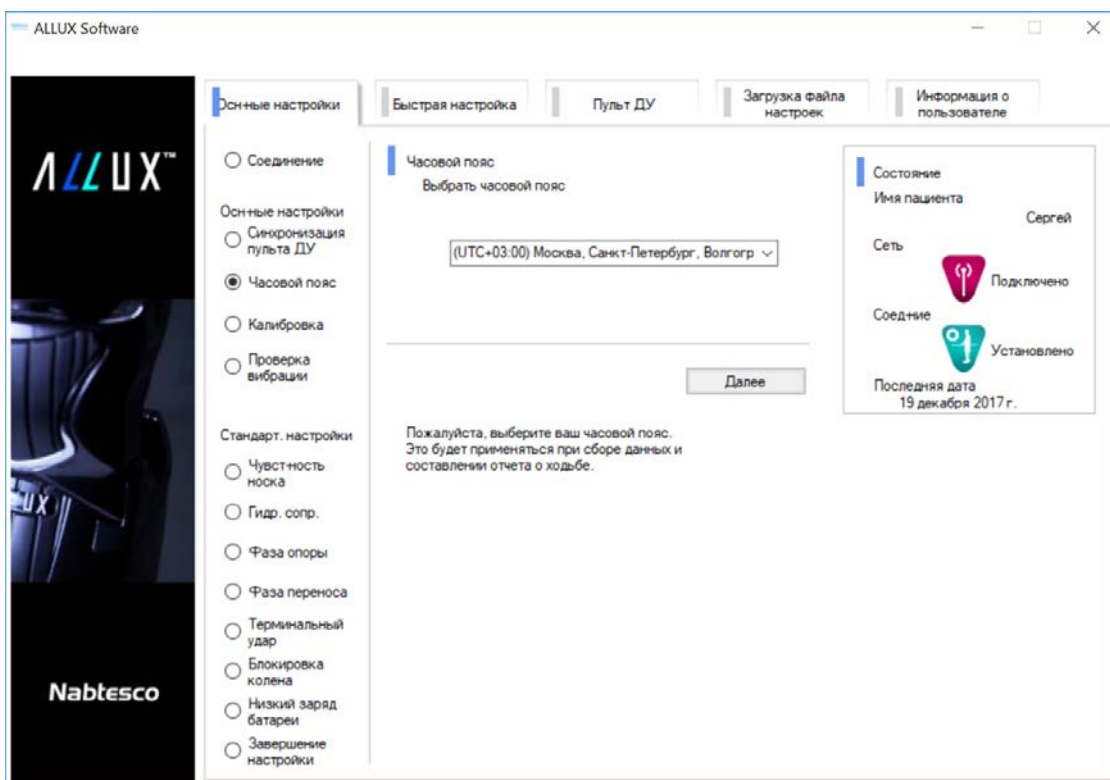 ALLUX Software
Осн-ные настройки
Быстрая настройка
Пульт ДУ
Загрузка файла
настроек
Информация о
пользователе
ALLUX™
Соединение
Осн-ные настройки
Синхронизация
пульта ДУ
Часовой пояс
Калибровка
Проверка
вибрации
Стандарт. настройки
Чувст-ность
носка
Гидр. сопр.
Фаза опоры
Фаза переноса
Терминальный
удар
Блокировка
колена
Низкий заряд
батареи
Завершение
настройки
Часовой пояс
Выбрать часовой пояс
(UTC+03:00) Москва, Санкт-Петербург, Волгогр
Далее
Пожалуйста, выберите ваш часовой пояс.
Это будет применяться при сборе данных и
составлении отчета о ходьбе.
Состояние
Имя пациента
Сергей
Сеть
Подключено
Соед-ние
Установлено
Последняя дата
19 декабря 2017 г.
UX
Nabtesco